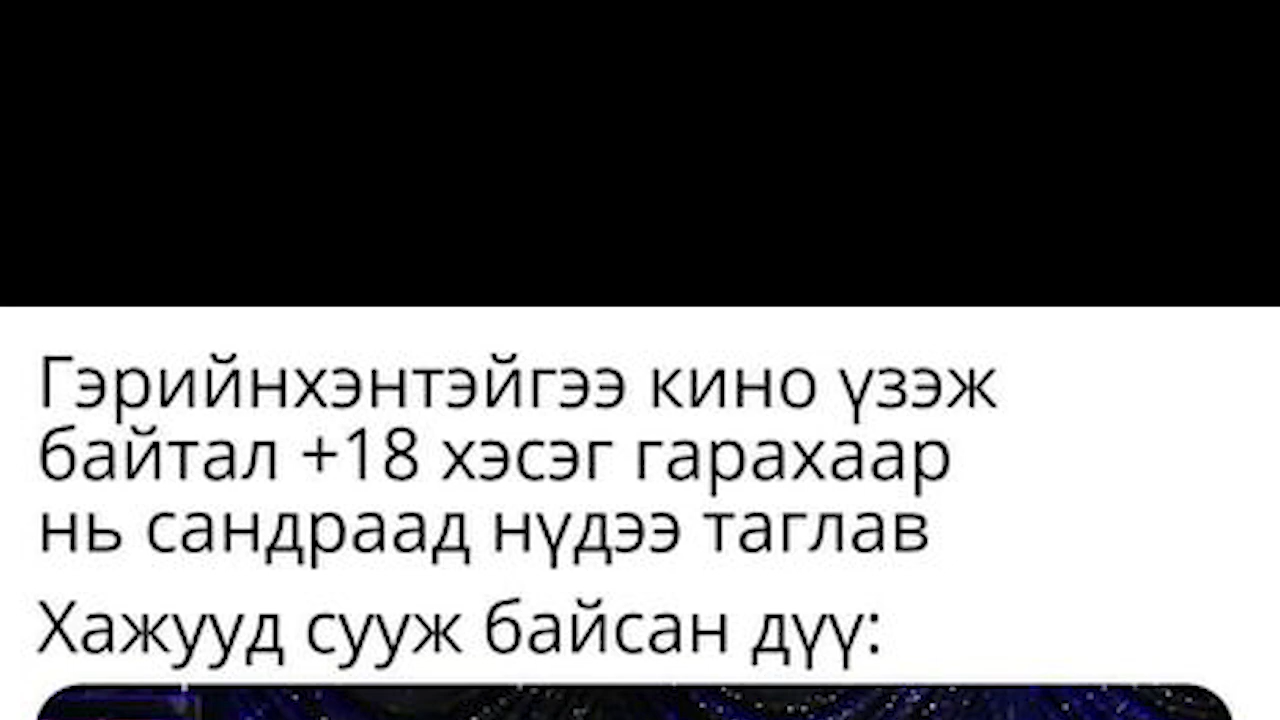 Гэрийнхэнтэйгээ кино үзэж
байтал +18 хэсэг гарахаар
нь сандраад нүдээ таглав
Хажууд сууж байсан дүү: